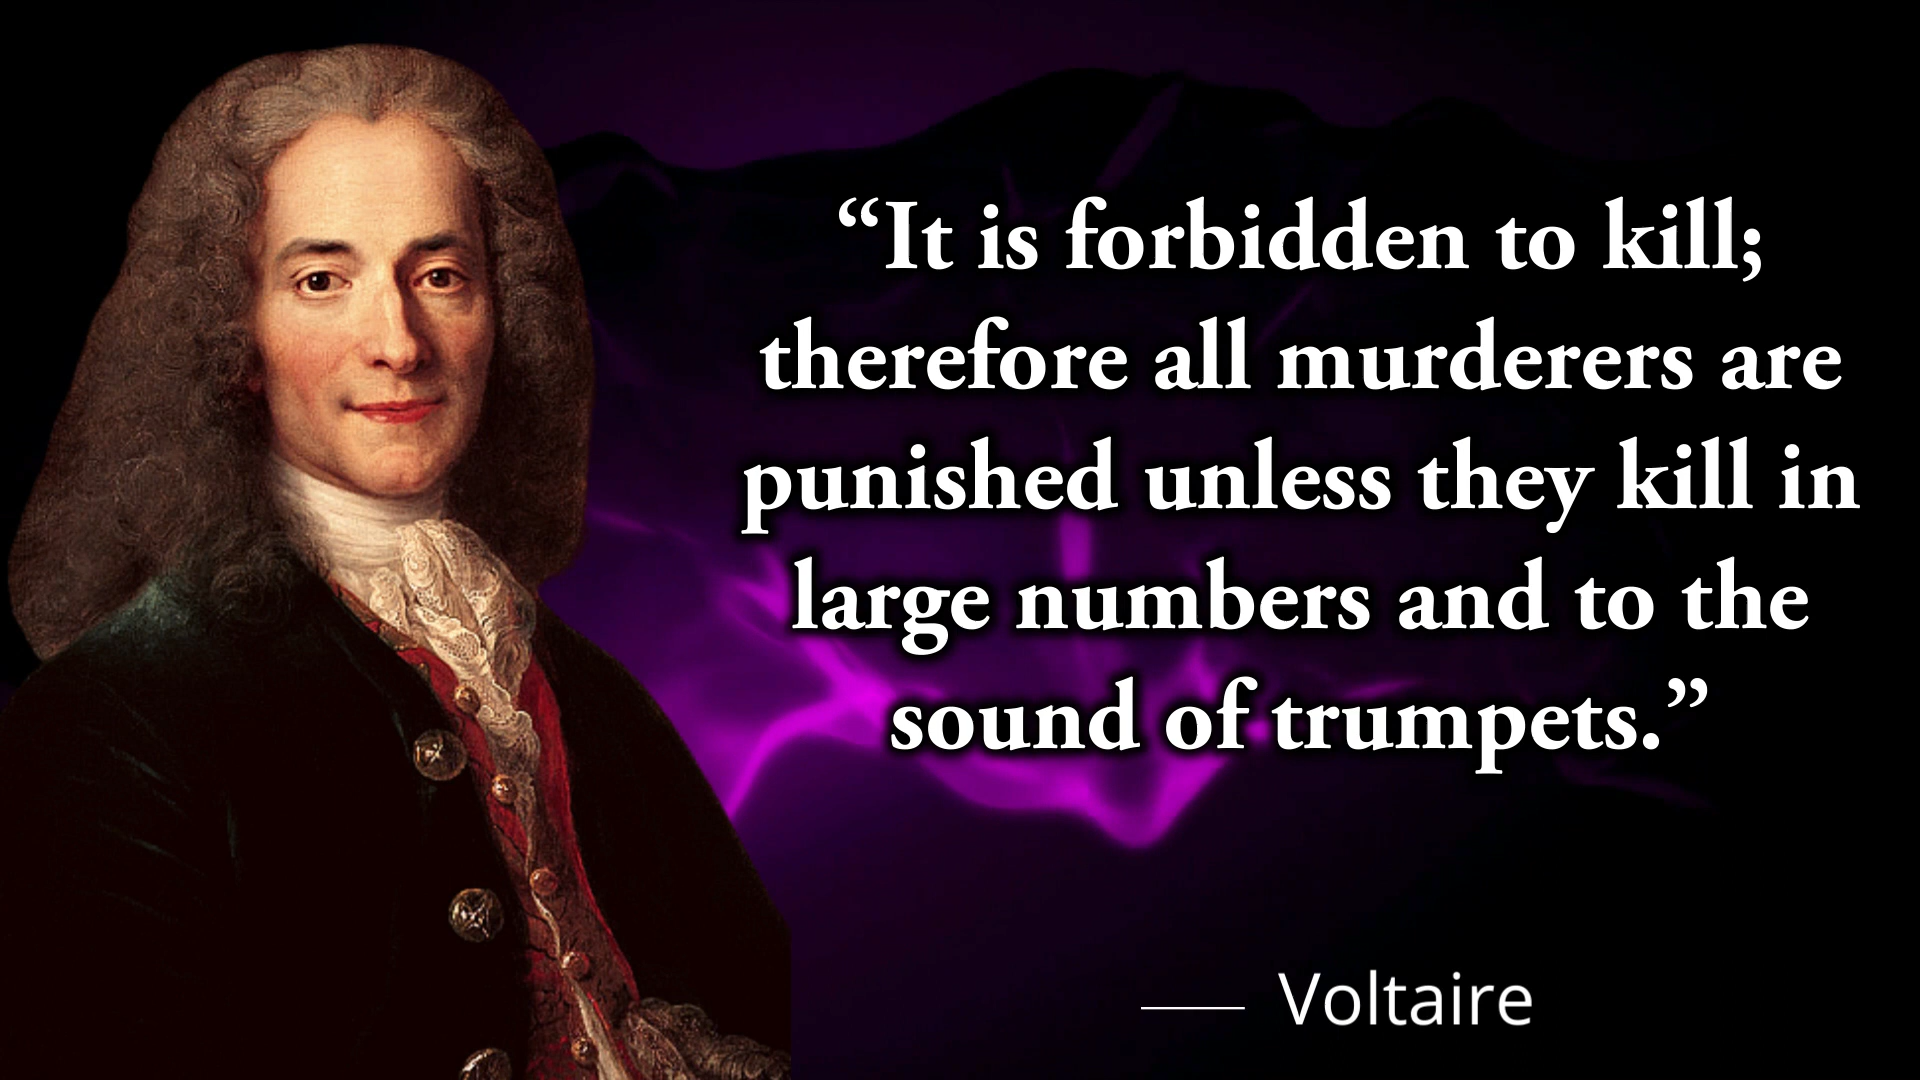 “It is forbidden to kill;
therefore all murderers are
punished unless they kill in
large numbers and to the
sound of trumpets.”
—— Voltaire